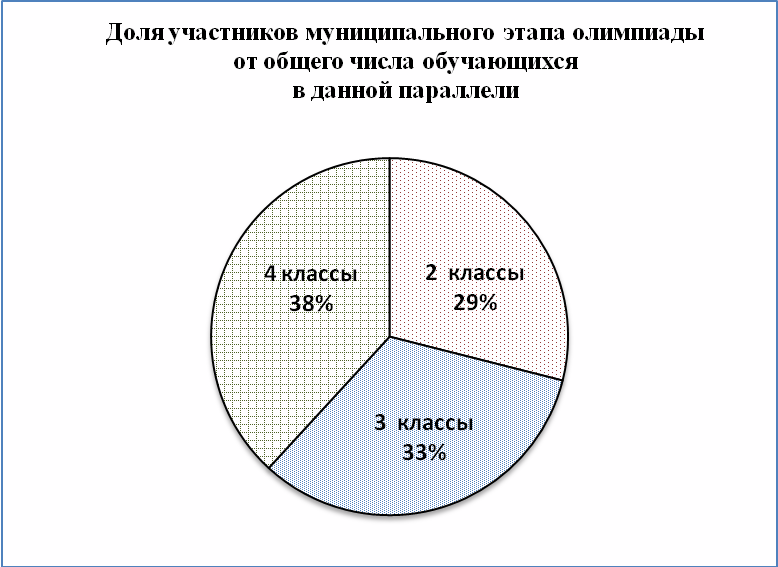 Доля участников муниципального этапа олимпиады
от общего числа обучающихся
в данной параллели
4 классы
38%
2 классы
29%
3 классы
33%